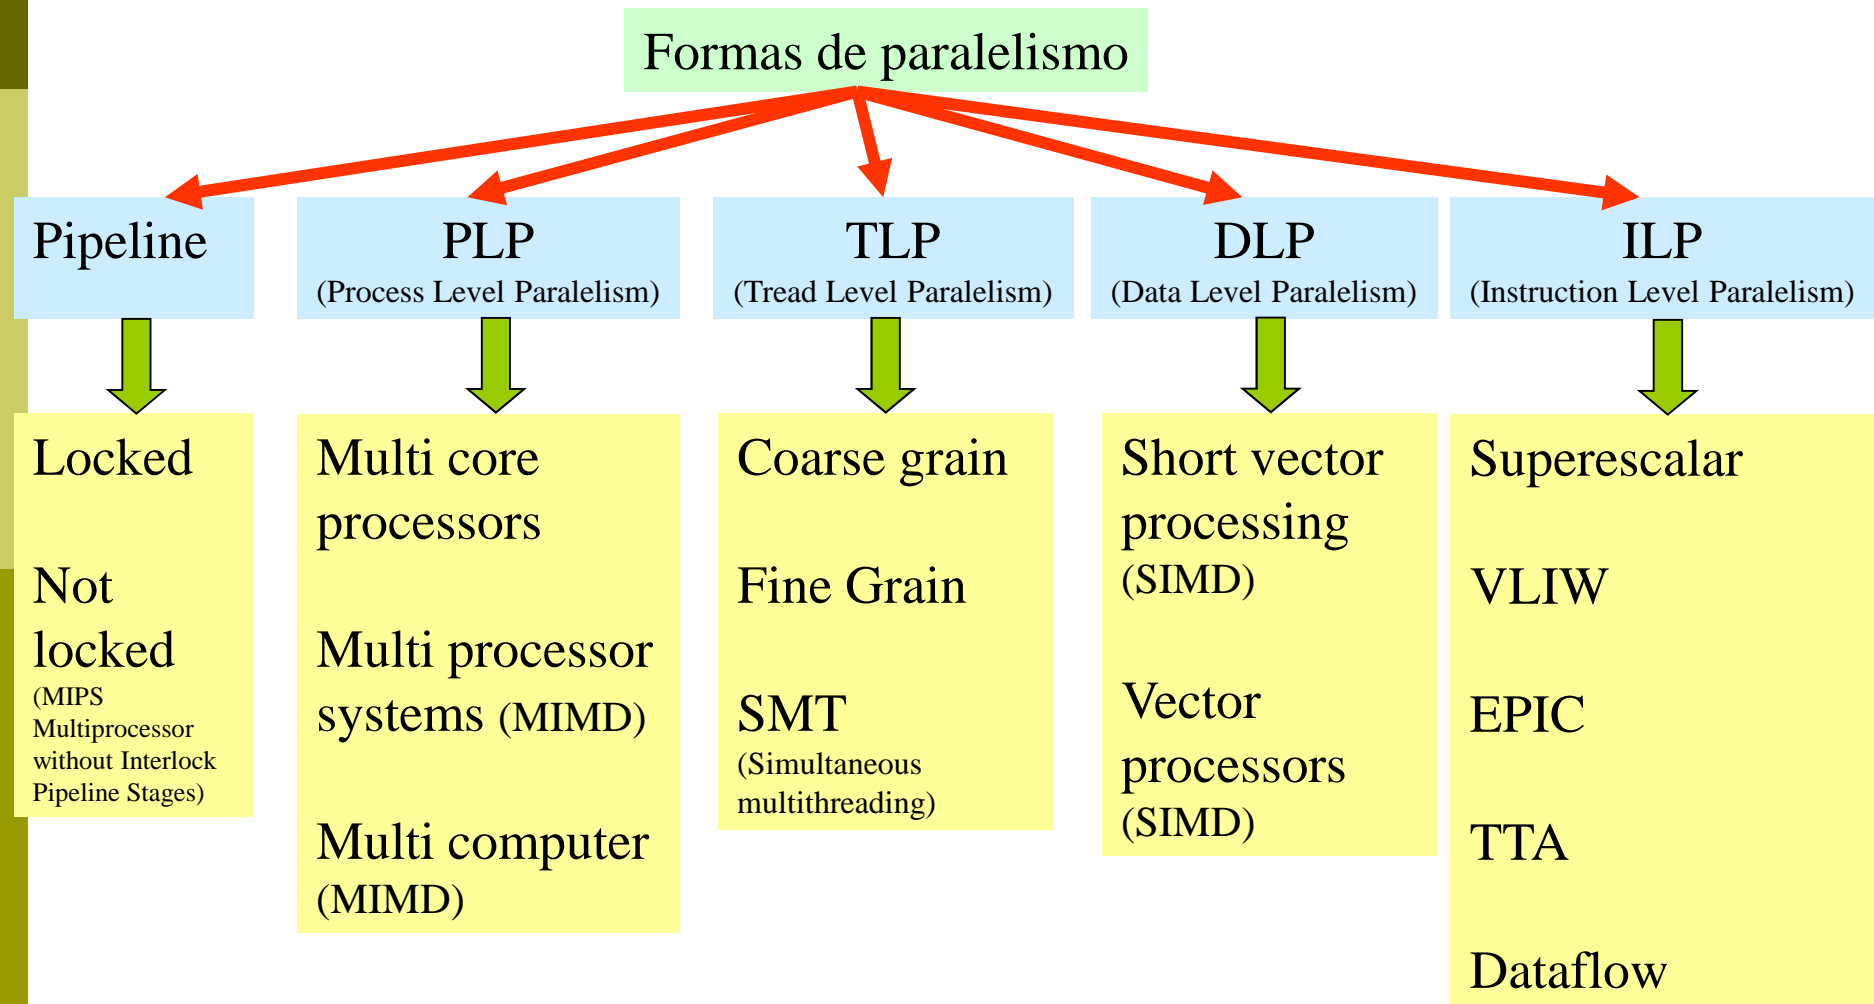 Formas de paralelismo
Pipeline
PLP
(Process Level Paralelism)
TLP
(Tread Level Paralelism)
DLP
(Data Level Paralelism)
ILP
(Instruction Level Paralelism)
Locked
Not
locked
(MIPS
Multiprocessor
without Interlock
Pipeline Stages)
Multi core
processors
Multi processor
systems (MIMD)
Multi computer
(MIMD)
Coarse grain
Fine Grain
SMT
(Simultaneous
multithreading)
Short vector
processing
(SIMD)
Vector
processors
(SIMD)
Superescalar
VLIW
EPIC
TTA
Dataflow